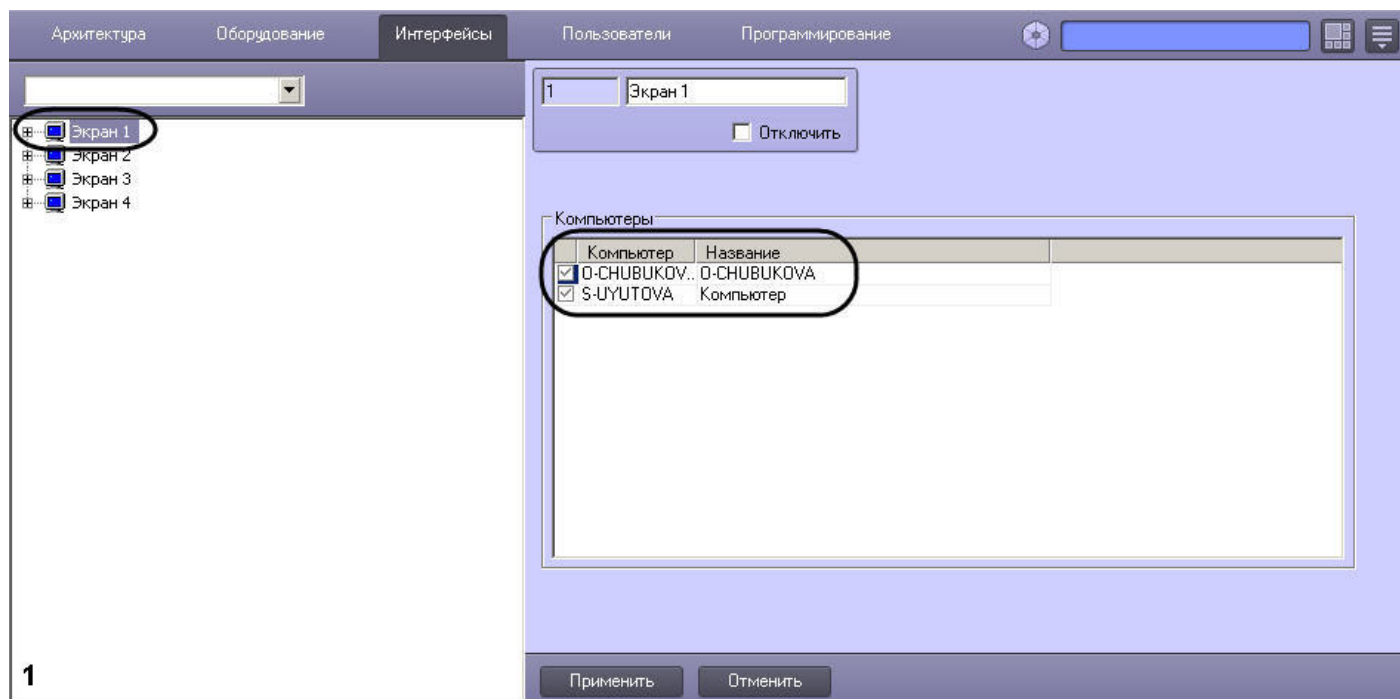 Архитектура Оборудование Интерфейсы Пользователи Программирование
Экран 1
Экран 2
Экран 3
Экран 4
1 Экран 1
Отключить
Компьютеры
Компьютер Название
O-CHUBUKOV.. O-CHUBUKOVA
S-UYUTOVA Компьютер
1
Применить Отменить